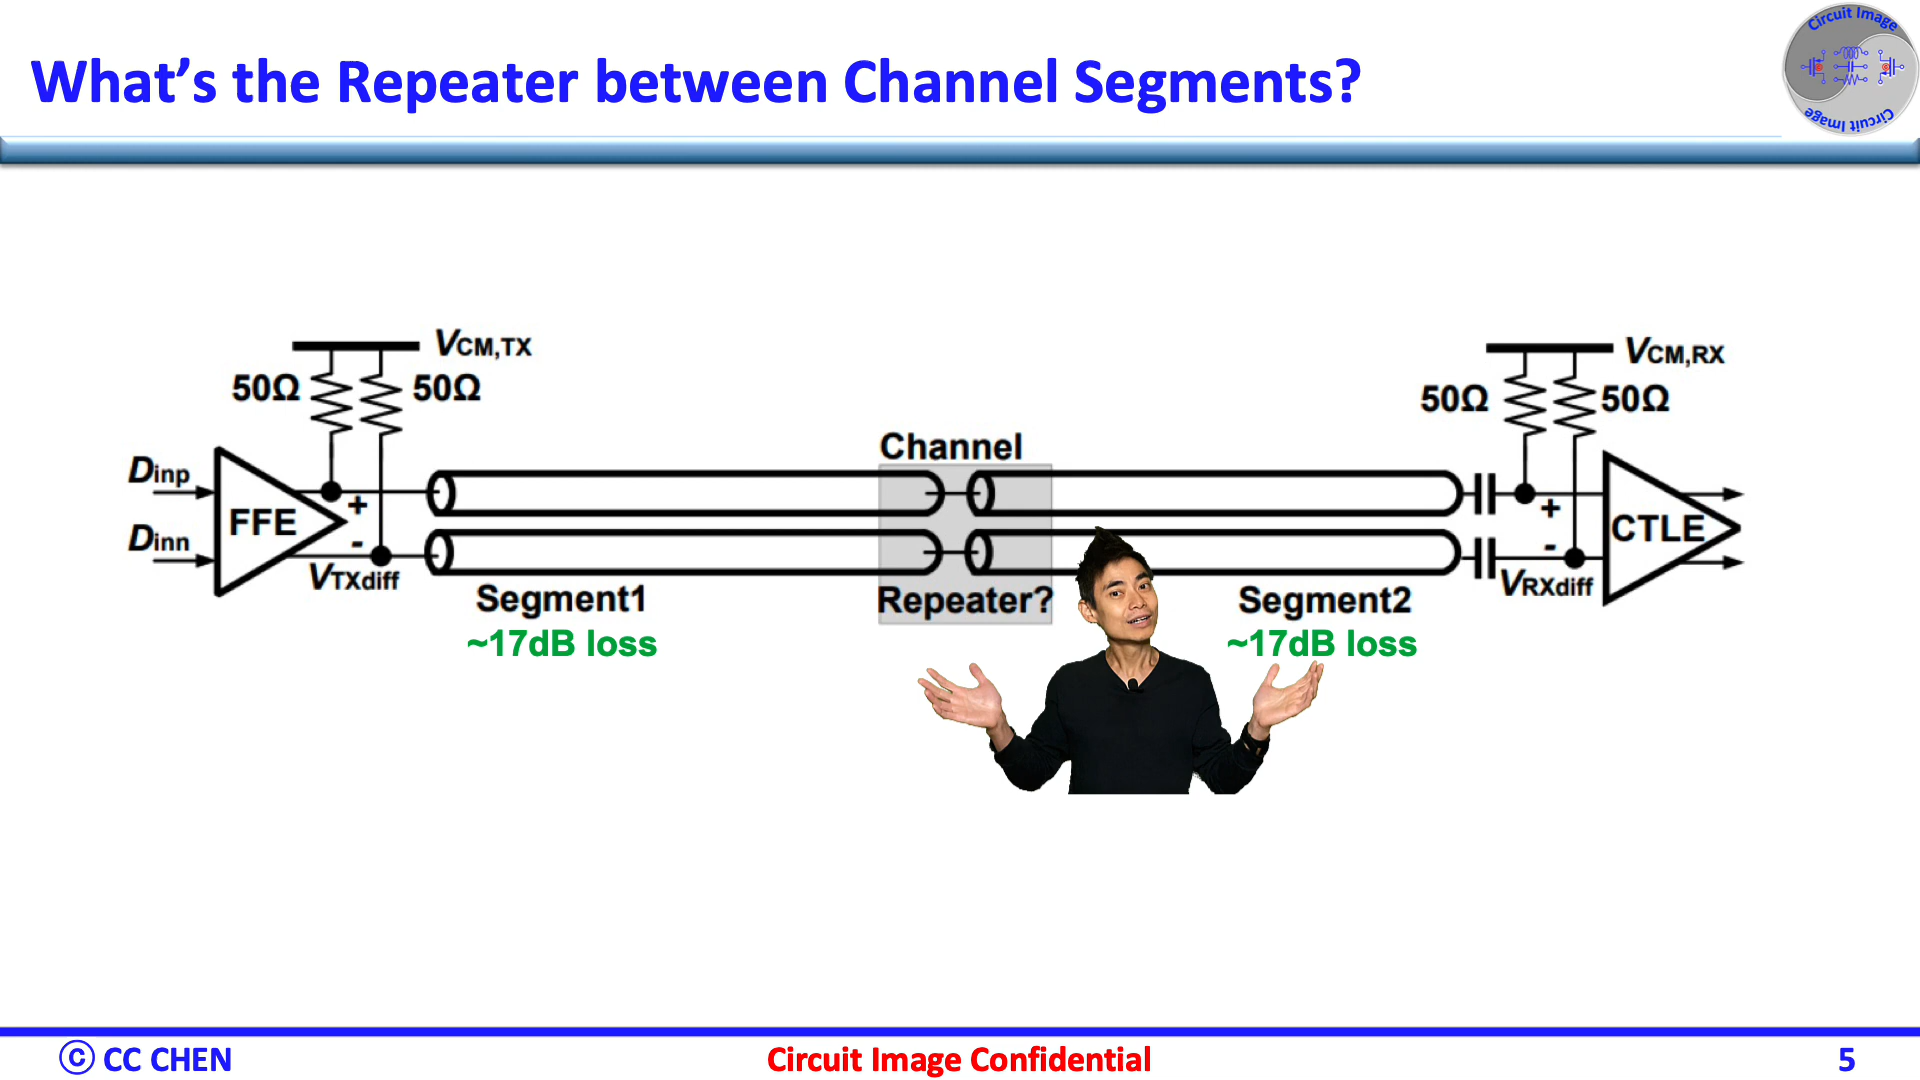 What's the Repeater between Channel Segments?
Circuit Image
Circuit Image
VCM,TX
50Ω
50Ω
Dinp
Dinn
FFE
+
-
VTXdiff
Segment1
~17dB loss
Channel
Repeater?
Segment2
~17dB loss
VCM,RX
50Ω
50Ω
+
-
VRXdiff
CTLE
© CC CHEN
Circuit Image Confidential
5